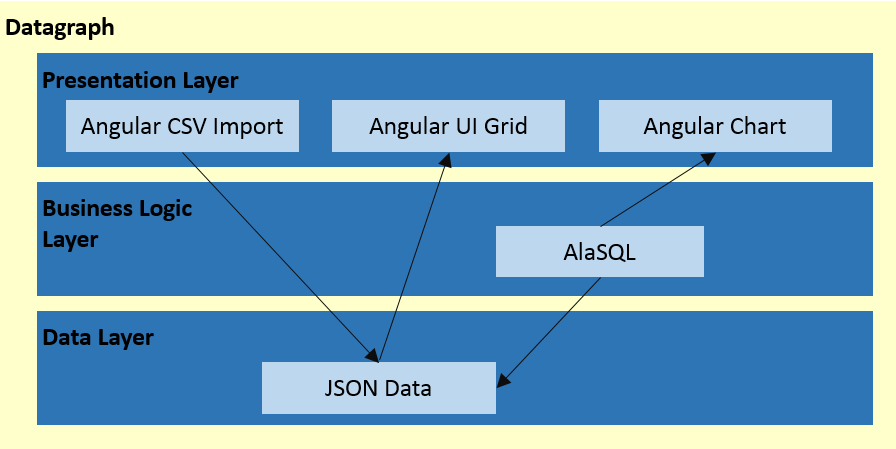 Datagraph
Presentation Layer
Angular CSV Import
Angular UI Grid
Angular Chart
Business Logic
Layer
AlaSQL
Data Layer
JSON Data